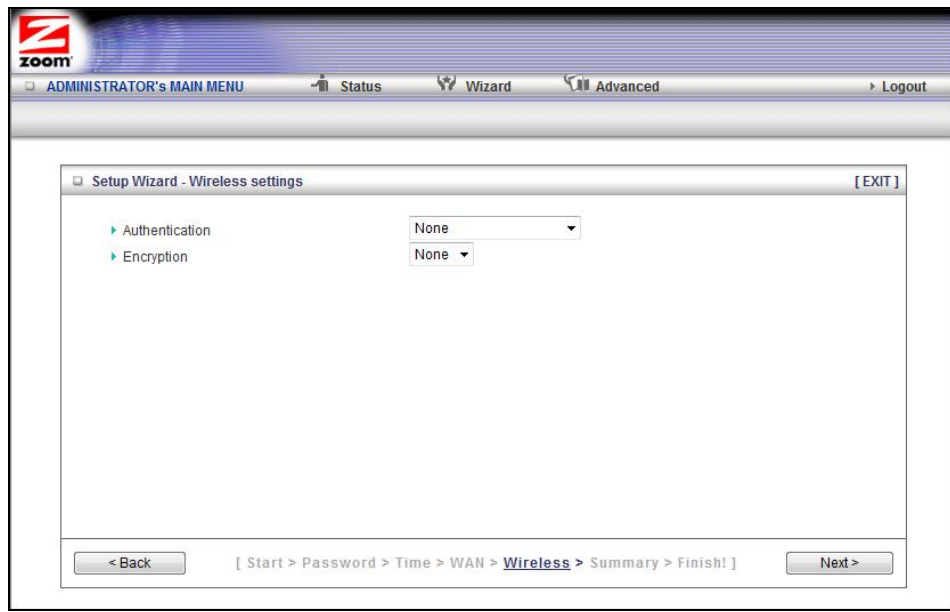 zoom
ADMINISTRATOR's MAIN MENU Status Wizard Advanced Logout
Setup Wizard - Wireless settings [ EXIT ]
Authentication None
Encryption None
< Back [ Start > Password > Time > WAN > Wireless > Summary > Finish! ] Next >